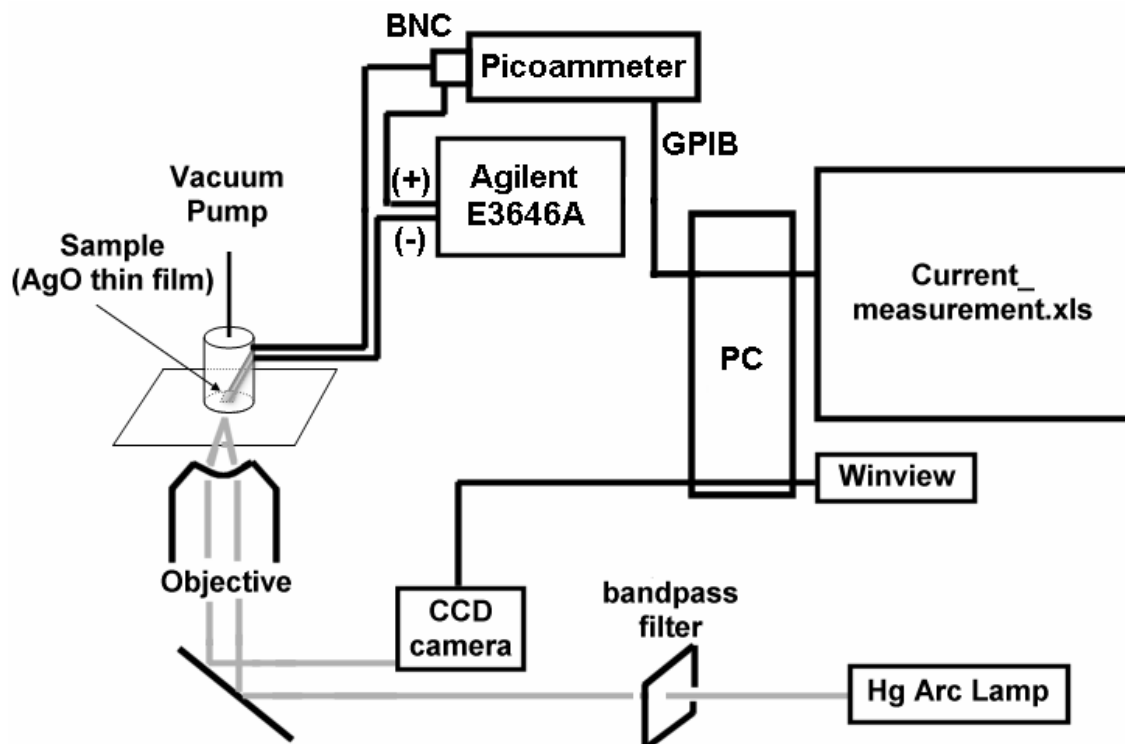 BNC
Picoammeter
GPIB
(+)
Agilent
E3646A
(-)
Vacuum
Pump
Sample
(AgO thin film)
Current_
measurement.xls
PC
Winview
Objective
CCD
camera
bandpass
filter
Hg Arc Lamp